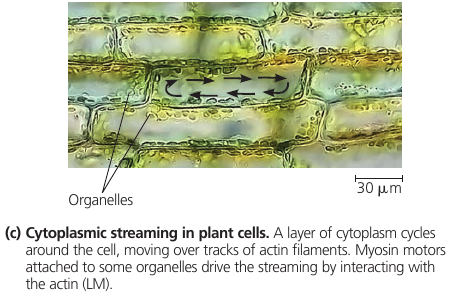 Organelles
30 μm
(c) Cytoplasmic streaming in plant cells. A layer of cytoplasm cycles
around the cell, moving over tracks of actin filaments. Myosin motors
attached to some organelles drive the streaming by interacting with
the actin (LM).